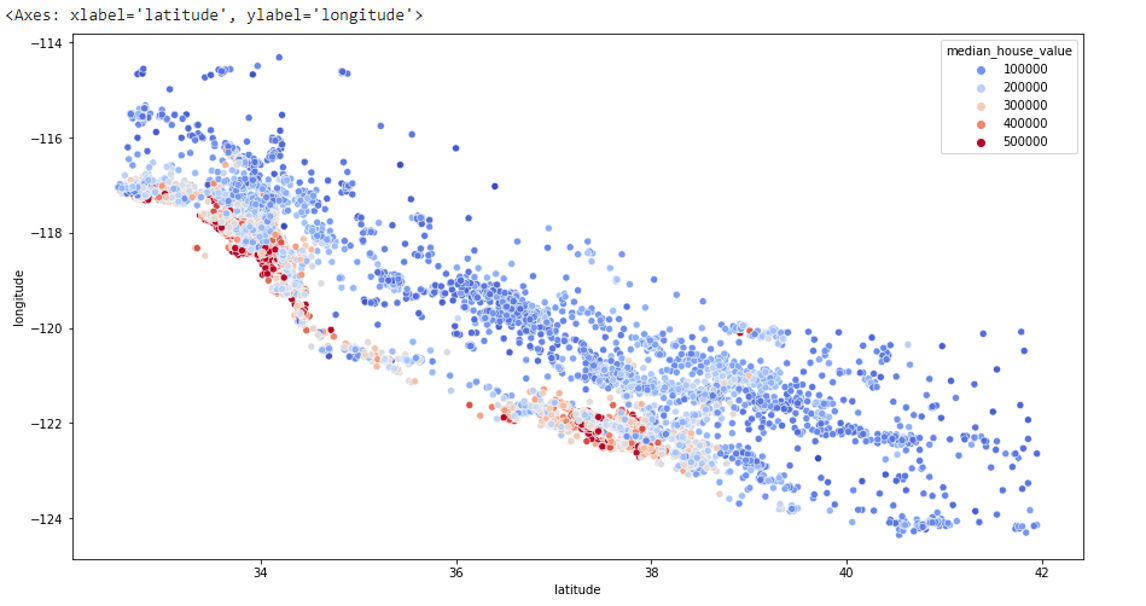 <Axes: xlabel='latitude', ylabel='longitude'>
median_house_value
100000
200000
300000
400000
500000
−114
−116
−118
−120
−122
−124
longitude
34 36 38 40 42
latitude